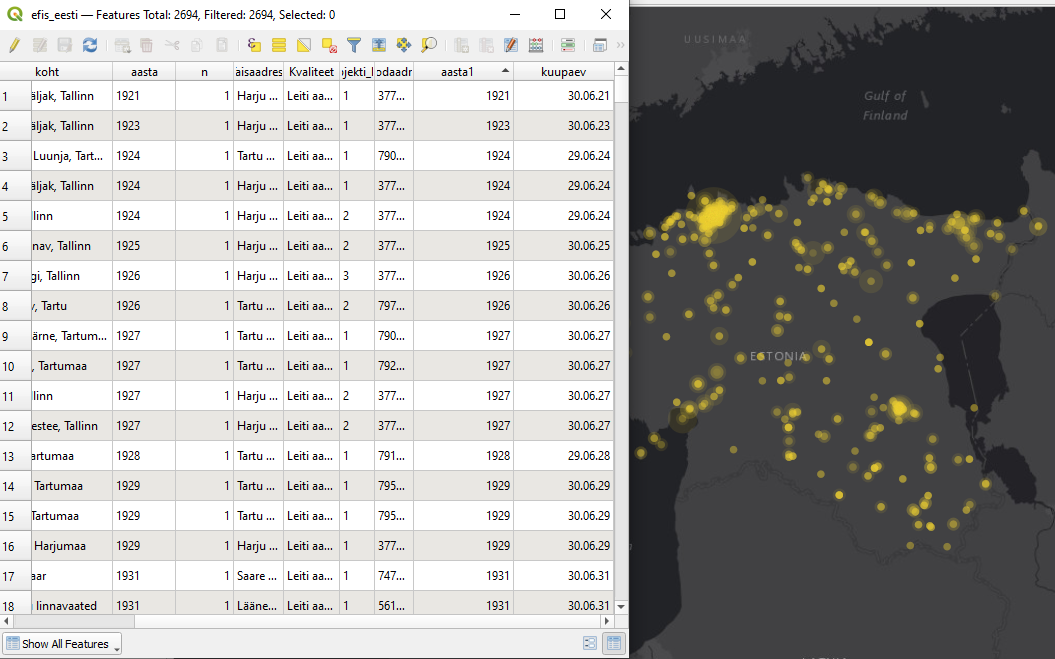 efis_eesti — Features Total: 2694, Filtered: 2694, Selected: 0
koht aasta n aisaadres Kvaliteet jekti_l odaadr aasta1 kuupaev
1 äljak, Tallinn 1921 1 Harju ... Leiti aa... 1 377... 1921 30.06.21
2 äljak, Tallinn 1923 1 Harju ... Leiti aa... 1 377... 1923 30.06.23
3 Luunja, Tart... 1924 1 Tartu ... Leiti aa... 1 790... 1924 29.06.24
4 äljak, Tallinn 1924 1 Harju ... Leiti aa... 1 377... 1924 29.06.24
5 llinn 1924 1 Harju ... Leiti aa... 2 377... 1924 29.06.24
6 nnav, Tallinn 1925 1 Harju ... Leiti aa... 2 377... 1925 30.06.25
7 gi, Tallinn 1926 1 Harju ... Leiti aa... 3 377... 1926 30.06.26
8 v, Tartu 1926 1 Tartu ... Leiti aa... 2 797... 1926 30.06.26
9 ärne, Tartum... 1927 1 Tartu ... Leiti aa... 1 790... 1927 30.06.27
10 , Tartumaa 1927 1 Tartu ... Leiti aa... 1 792... 1927 30.06.27
11 llinn 1927 1 Harju ... Leiti aa... 2 377... 1927 30.06.27
12 estee, Tallinn 1927 1 Harju ... Leiti aa... 2 377... 1927 30.06.27
13 artumaa 1928 1 Tartu ... Leiti aa... 1 791... 1928 29.06.28
14 Tartumaa 1929 1 Tartu ... Leiti aa... 1 795... 1929 30.06.29
15 Tartumaa 1929 1 Tartu ... Leiti aa... 1 795... 1929 30.06.29
16 Harjumaa 1929 1 Harju ... Leiti aa... 1 377... 1929 30.06.29
17 aar 1931 1 Saare ... Leiti aa... 1 747... 1931 30.06.31
18 linnavaated 1931 1 Lääne... Leiti aa... 1 561... 1931 30.06.31
Show All Features
UUSIMAA
Gulf of
Finland
ESTONIA